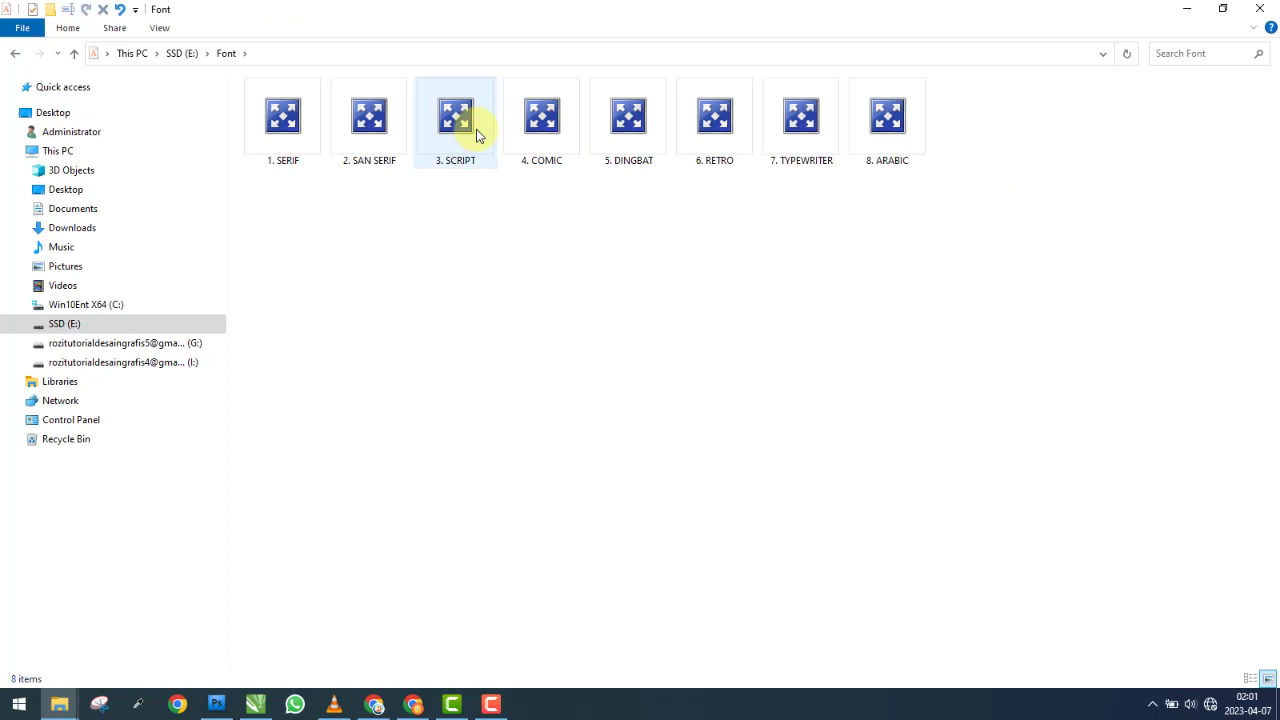 Font
File
Home
Share
View
This PC
SSD (E:)
Font
Search Font
Quick access
Desktop
Administrator
This PC
3D Objects
Desktop
Documents
Downloads
Music
Pictures
Videos
Win10Ent X64 (C:)
SSD (E:)
rozitutorialdesaingrafis5@gma... (G:)
rozitutorialdesaingrafis4@gma... (I:)
Libraries
Network
Control Panel
Recycle Bin
1. SERIF
2. SAN SERIF
3. SCRIPT
4. COMIC
5. DINGBAT
6. RETRO
7. TYPEWRITER
8. ARABIC
8 items
Ps
02:01
2023-04-07